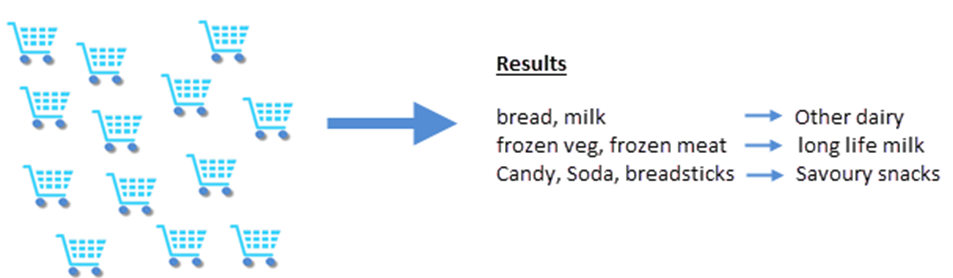 Results
bread, milk → Other dairy
frozen veg, frozen meat → long life milk
Candy, Soda, breadsticks → Savoury snacks